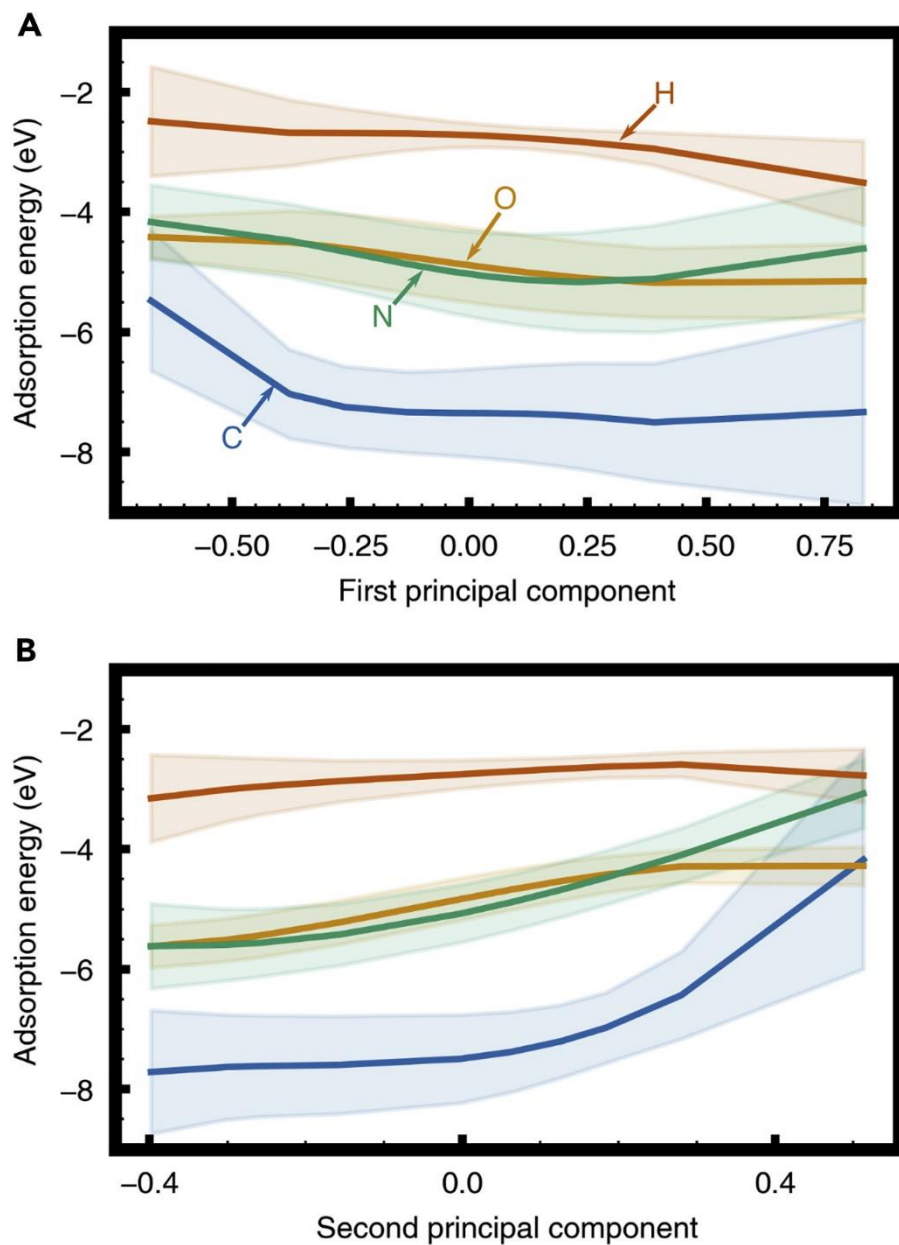 A
Adsorption energy (eV)
−2
−4
−6
−8
H
O
N
C
−0.50 −0.25 0.00 0.25 0.50 0.75
First principal component
B
Adsorption energy (eV)
−2
−4
−6
−8
−0.4 0.0 0.4
Second principal component